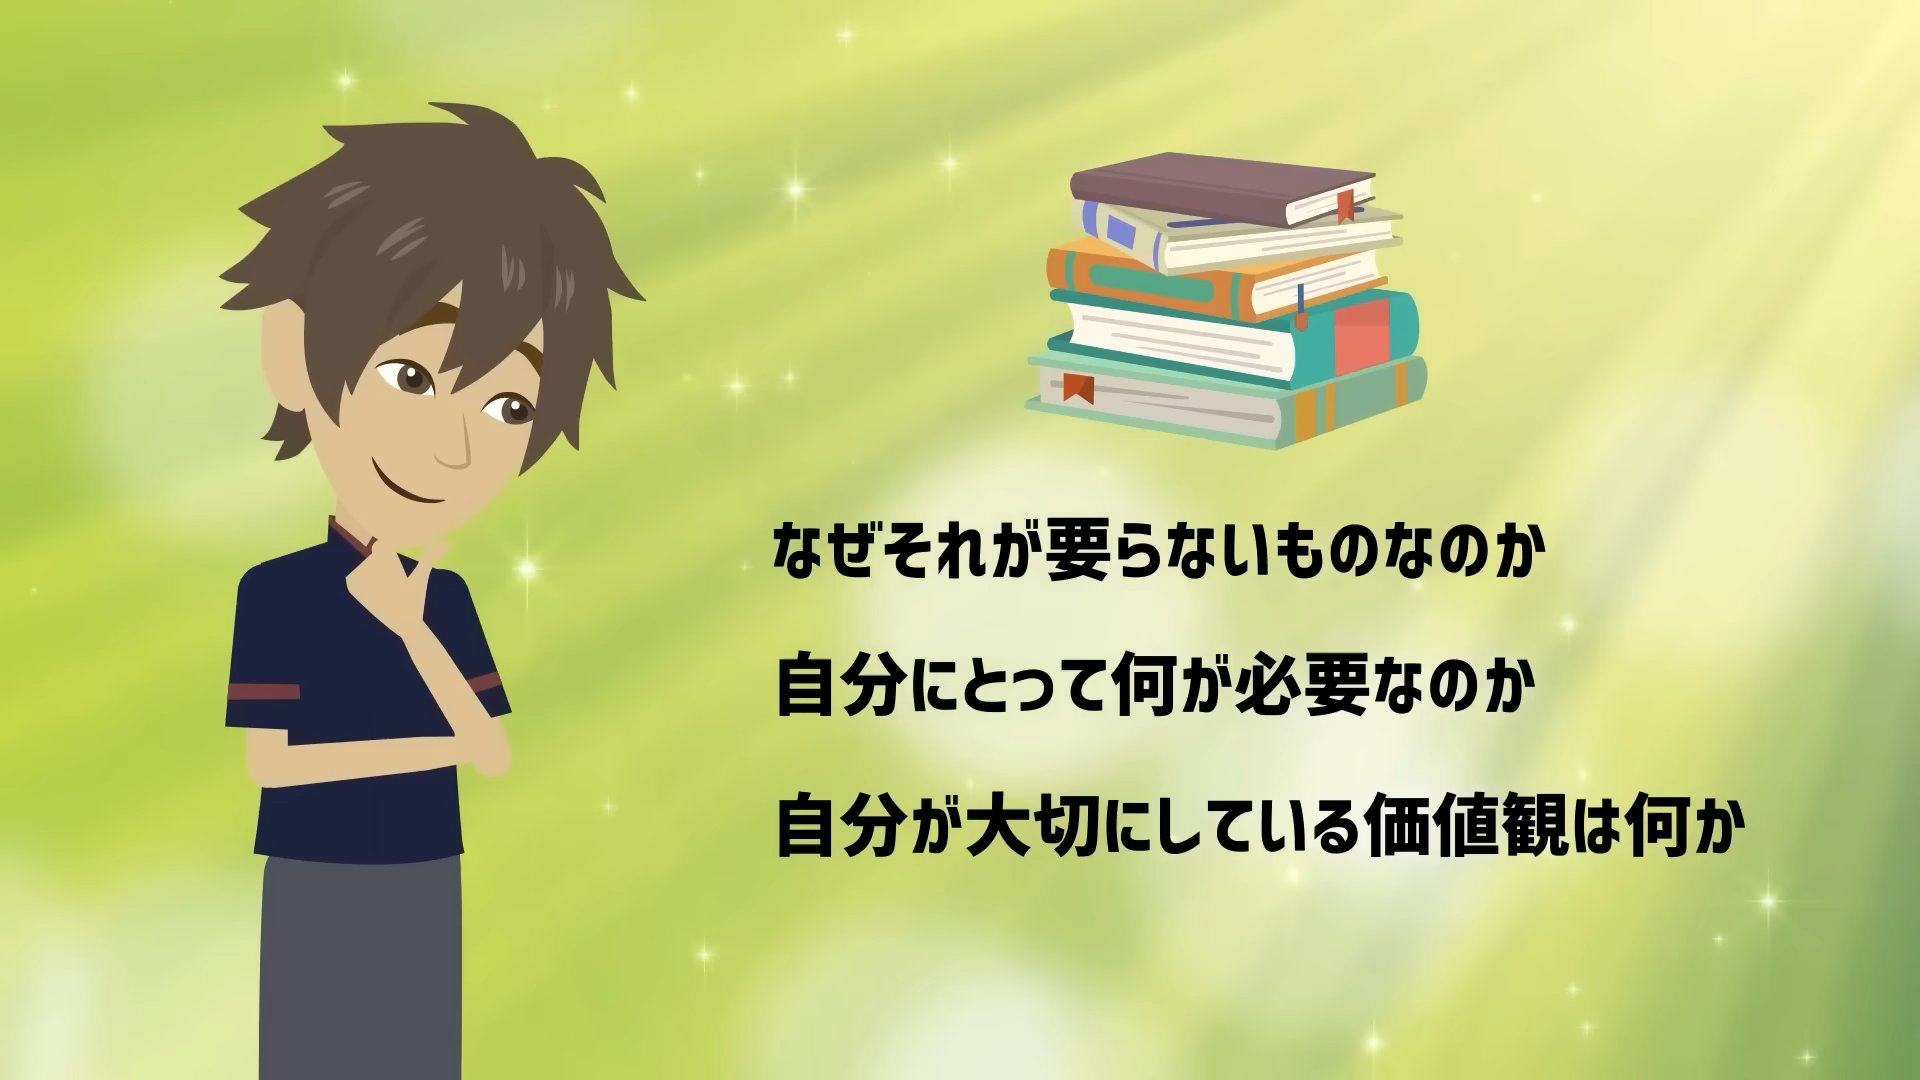 なぜそれが要らないものなのか
自分にとって何が必要なのか
自分が大切にしている価値観は何か